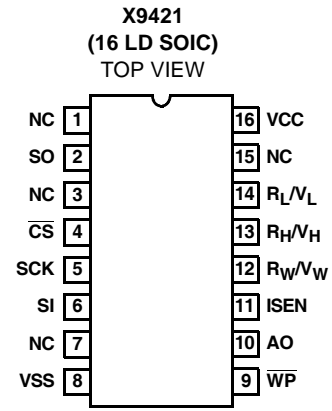 X9421
(16 LD SOIC)
TOP VIEW
NC 1 16 VCC
SO 2 15 NC
NC 3 14 RL/VL
C̅S̅ 4 13 RH/VH
SCK 5 12 RW/VW
SI 6 11 ISEN
NC 7 10 AO
VSS 8 9 W̅P̅